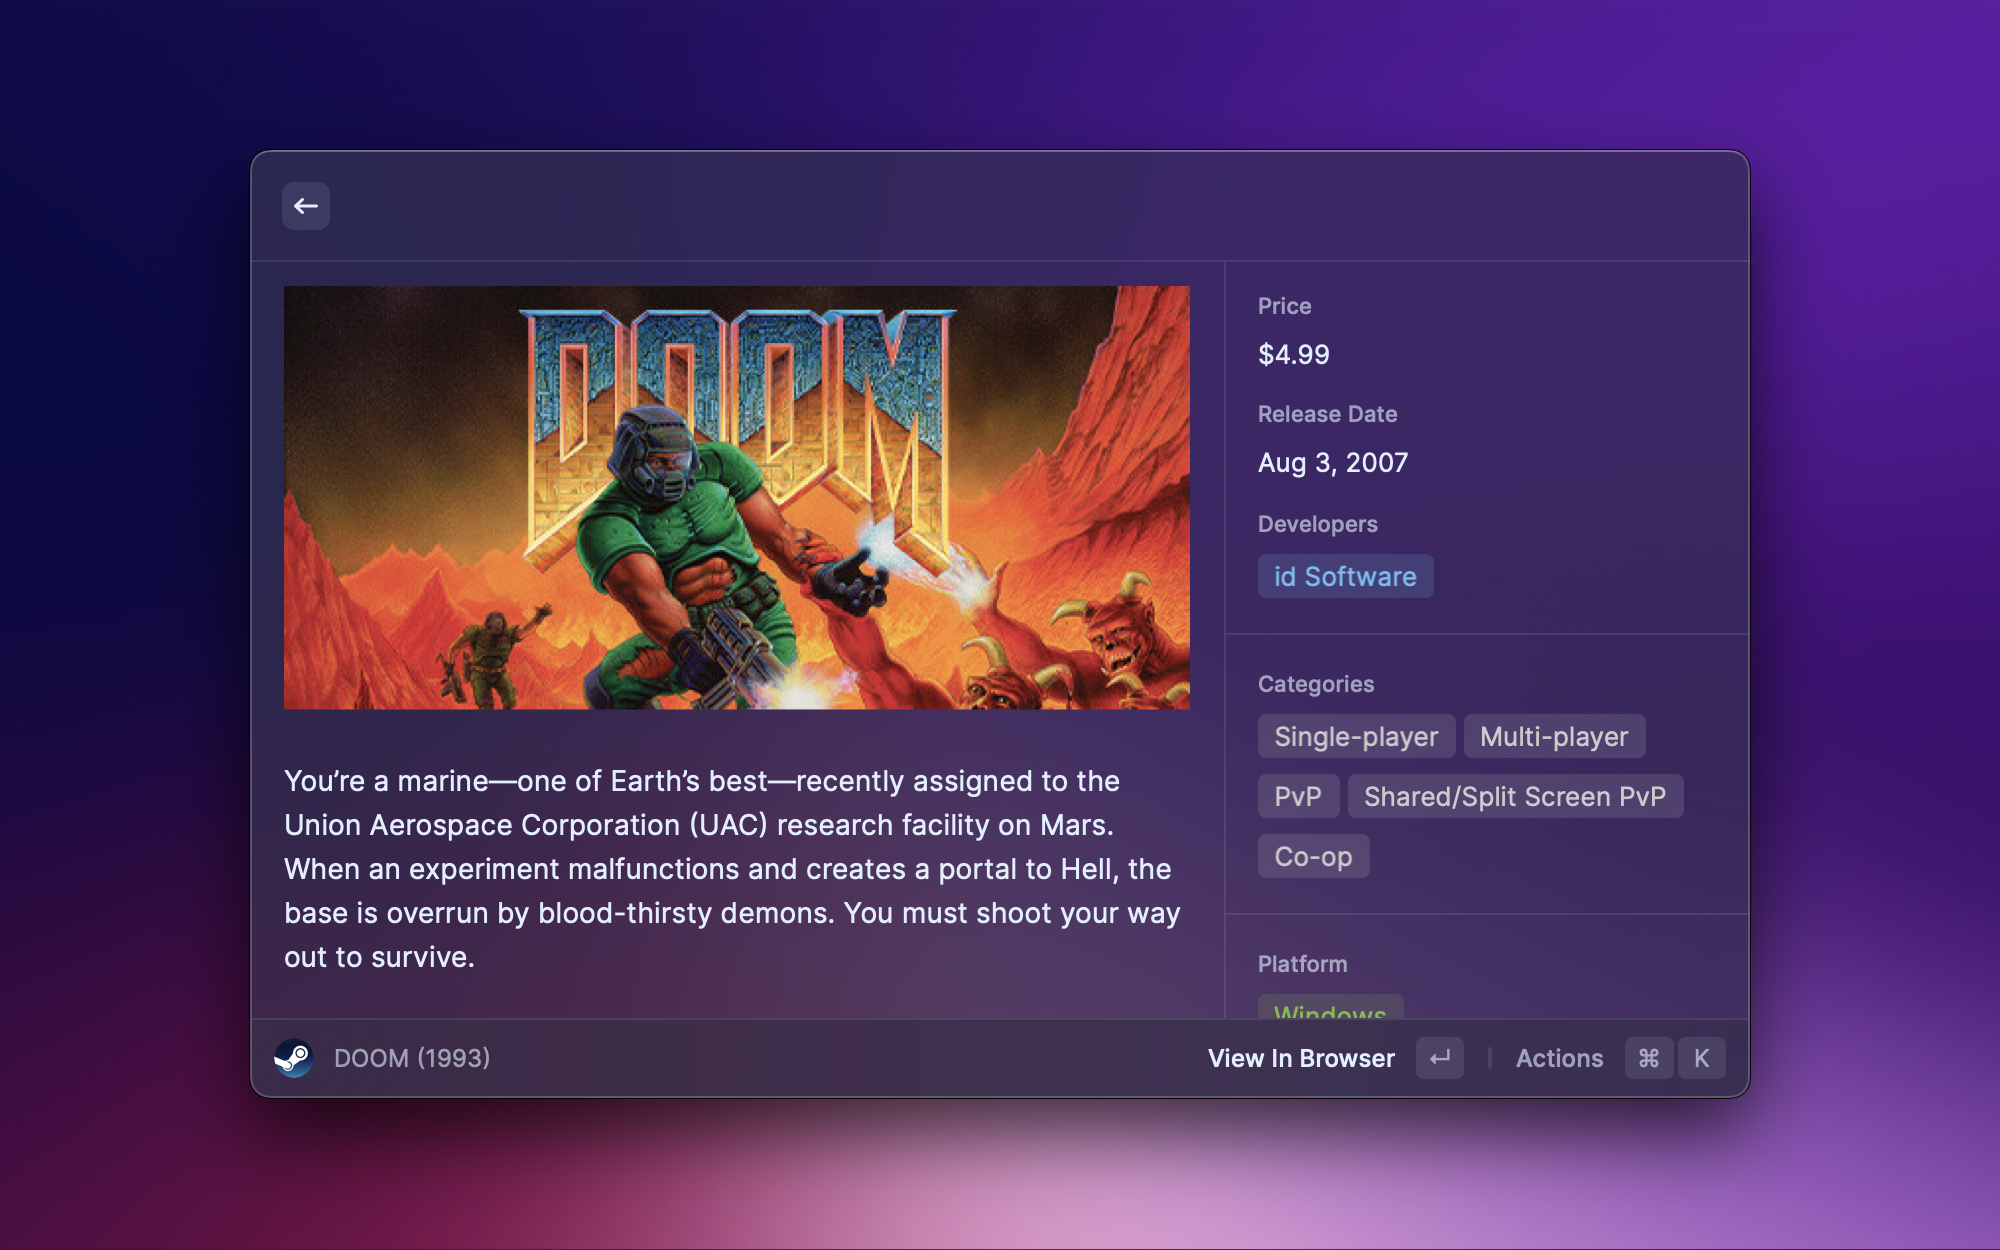 DOOM
You’re a marine—one of Earth’s best—recently assigned to the
Union Aerospace Corporation (UAC) research facility on Mars.
When an experiment malfunctions and creates a portal to Hell, the
base is overrun by blood-thirsty demons. You must shoot your way
out to survive.
Price
$4.99
Release Date
Aug 3, 2007
Developers
id Software
Categories
Single-player Multi-player
PvP Shared/Split Screen PvP
Co-op
Platform
Windows
DOOM (1993)
View In Browser ↵ | Actions ⌘ K